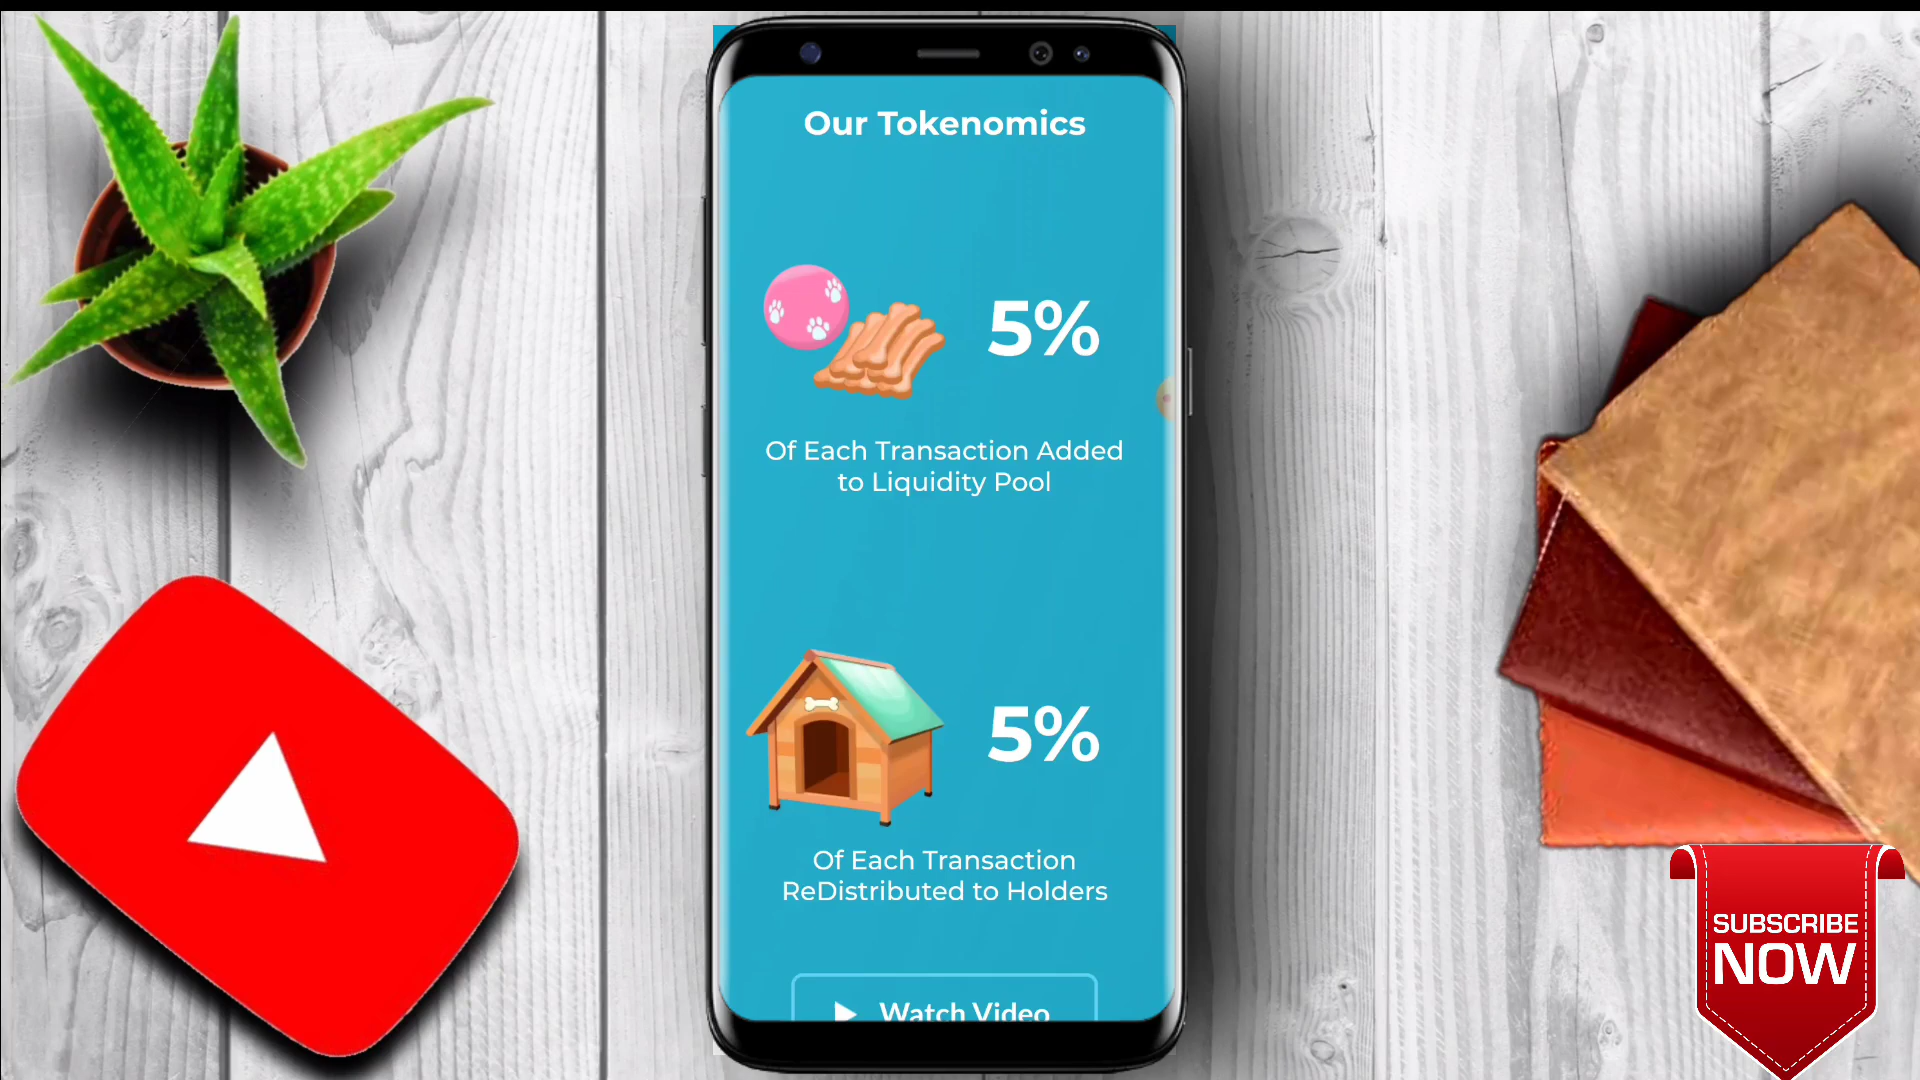 Our Tokenomics
5%
Of Each Transaction Added
to Liquidity Pool
5%
Of Each Transaction
ReDistributed to Holders
Watch Video
SUBSCRIBE
NOW